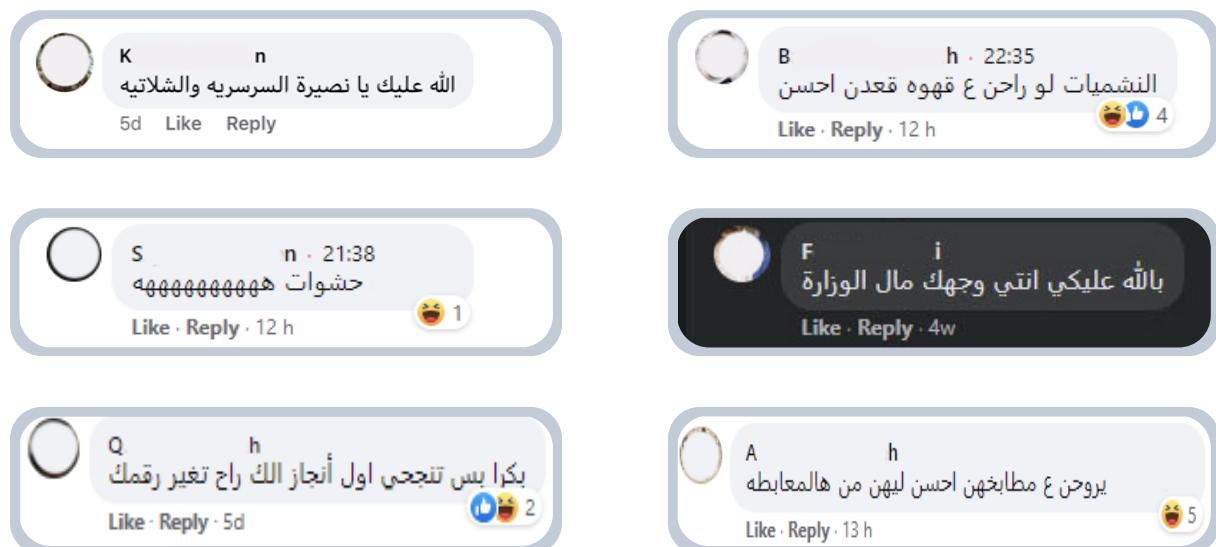 K n
الله عليك يا نصيرة السرسريه والشلاتيه
5d Like Reply
B h · 22:35
النشميات لو راحن ع قهوه قعدن احسن
4
Like · Reply · 12 h
S n · 21:38
حشوات هههههههههههه
1
Like · Reply · 12 h
F i
بالله عليكي انتي وجهك مال الوزارة
Like · Reply · 4w
Q h
بكرا بس تنجحي اول أنجاز الك راح تغير رقمك
2
Like · Reply · 5d
A h
يروحن ع مطابخهن احسن ليهن من هالمعابطه
5
Like · Reply · 13 h